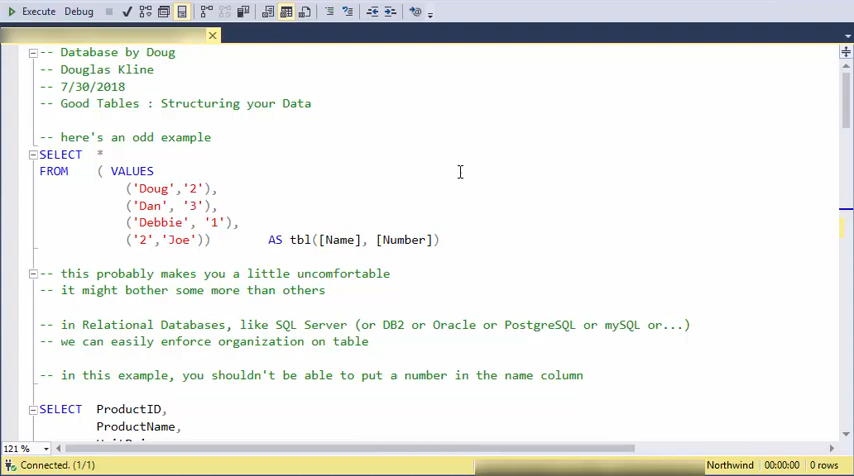 Execute Debug
-- Database by Doug
-- Douglas Kline
-- 7/30/2018
-- Good Tables : Structuring your Data
-- here's an odd example
SELECT *
FROM ( VALUES
('Doug','2'),
('Dan', '3'),
('Debbie', '1'),
('2','Joe')) AS tbl([Name], [Number])
-- this probably makes you a little uncomfortable
-- it might bother some more than others
-- in Relational Databases, like SQL Server (or DB2 or Oracle or PostgreSQL or mySQL or...)
-- we can easily enforce organization on table
-- in this example, you shouldn't be able to put a number in the name column
SELECT ProductID,
ProductName,
121 %
Connected. (1/1) Northwind 00:00:00 0 rows